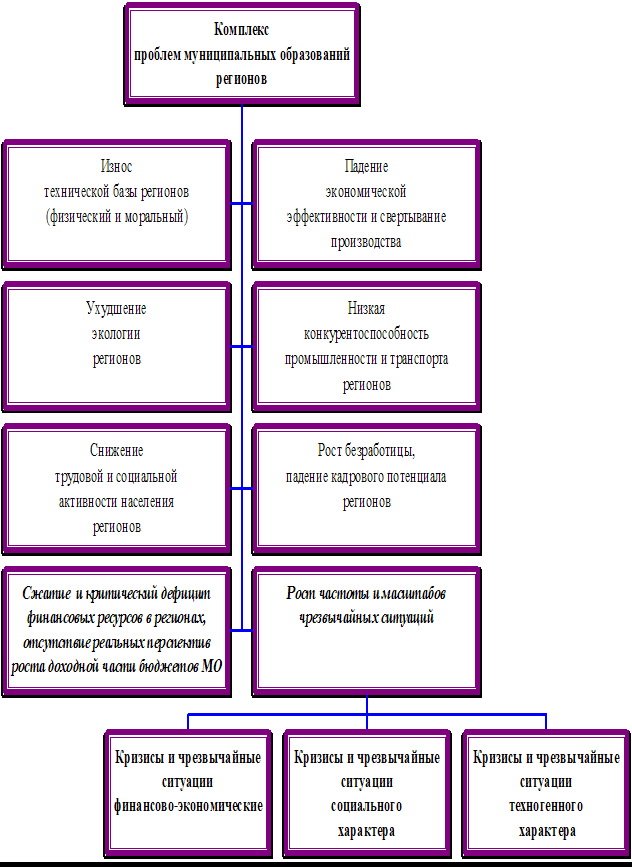 Комплекс
проблем муниципальных образований
регионов
Износ
технической базы регионов
(физический и моральный)
Падение
экономической
эффективности и свертывание
производства
Ухудшение
экологии
регионов
Низкая
конкурентоспособность
промышленности и транспорта
регионов
Снижение
трудовой и социальной
активности населения
регионов
Рост безработицы,
падение кадрового потенциала
регионов
Сжатие и критический дефицит
финансовых ресурсов в регионах,
отсутствие реальных перспектив
роста доходной части бюджетов МО
Рост частоты и масштабов
чрезвычайных ситуаций
Кризисы и чрезвычайные
ситуации
финансово-экономические
Кризисы и чрезвычайные
ситуации
социального
характера
Кризисы и чрезвычайные
ситуации
техногенного
характера